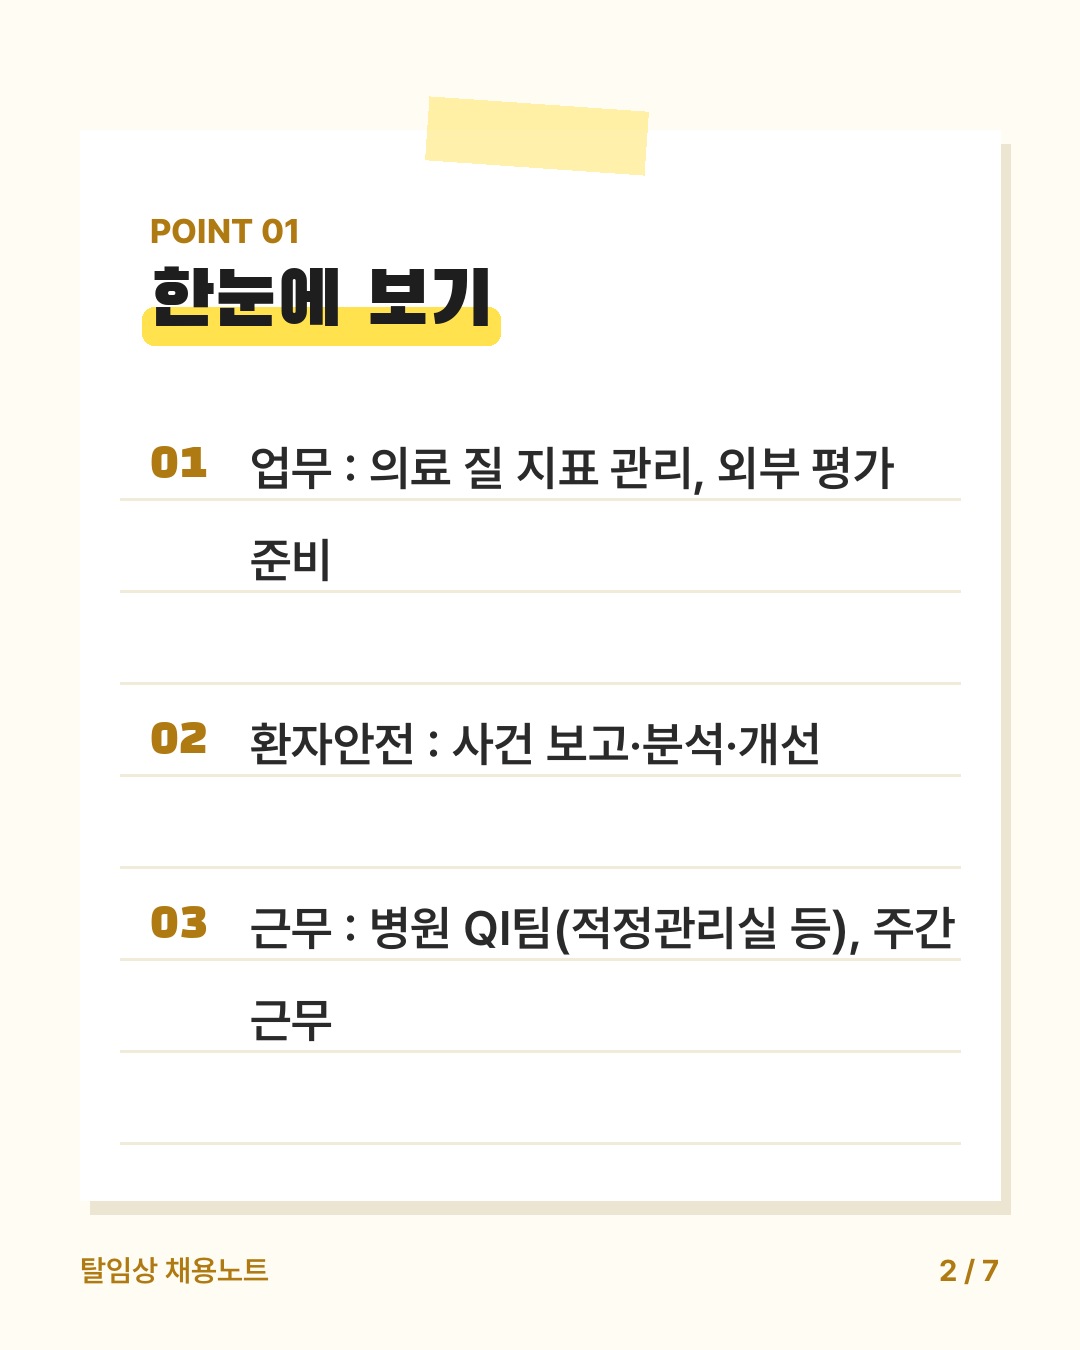 POINT 01
한눈에 보기
01 업무 : 의료 질 지표 관리, 외부 평가
준비
02 환자안전 : 사건 보고·분석·개선
03 근무 : 병원 QI팀(적정관리실 등), 주간
근무
탈임상 채용노트
2 / 7